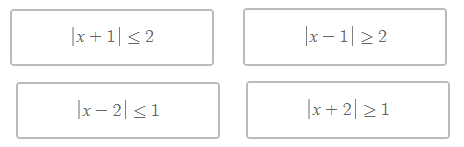 |x + 1| ≤ 2
|x − 1| ≥ 2
|x − 2| ≤ 1
|x + 2| ≥ 1